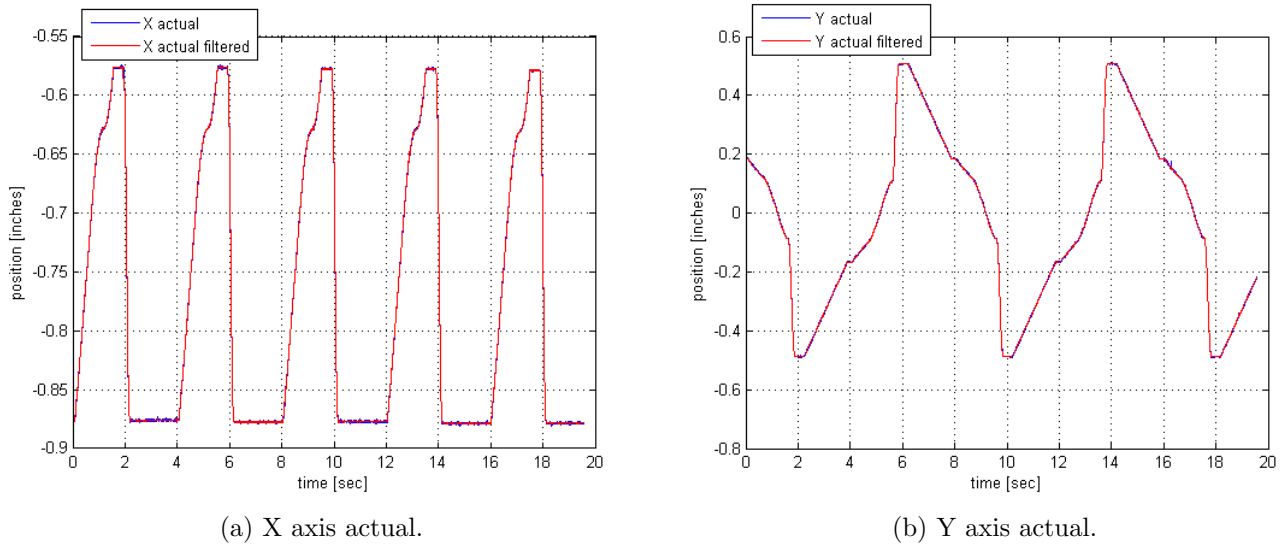 X actual
X actual filtered
-0.55
-0.6
-0.65
-0.7
-0.75
-0.8
-0.85
-0.9
position [inches]
0 2 4 6 8 10 12 14 16 18 20
time [sec]
(a) X axis actual.
Y actual
Y actual filtered
0.6
0.4
0.2
0
-0.2
-0.4
-0.6
-0.8
position [inches]
0 2 4 6 8 10 12 14 16 18 20
time [sec]
(b) Y axis actual.